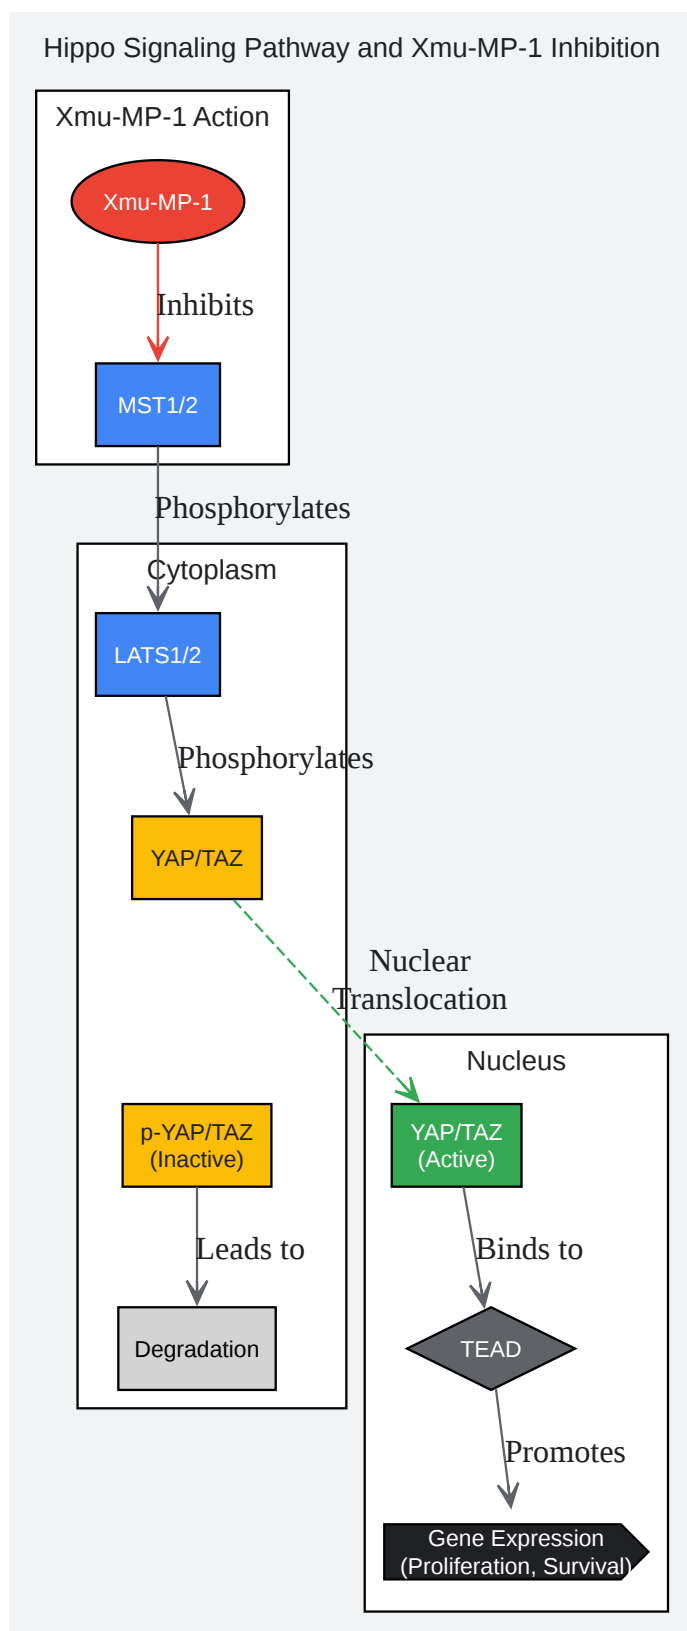 Hippo Signaling Pathway and Xmu-MP-1 Inhibition
Xmu-MP-1 Action
Xmu-MP-1
Inhibits
MST1/2
Phosphorylates
Cytoplasm
LATS1/2
Phosphorylates
YAP/TAZ
Nuclear
Translocation
Nucleus
p-YAP/TAZ
(Inactive)
YAP/TAZ
(Active)
Leads to
Binds to
Degradation
TEAD
Promotes
Gene Expression
(Proliferation, Survival)